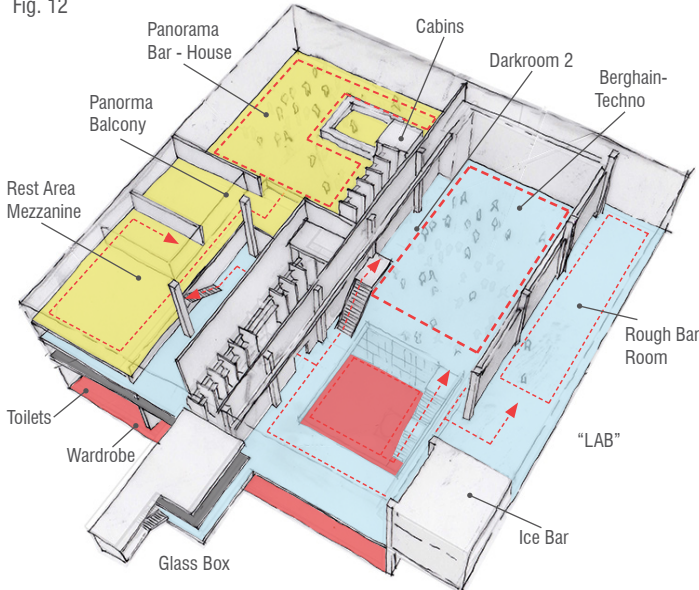 Fig. 12
Panorama
Bar - House
Cabins
Darkroom 2
Berghain-
Techno
Panorma
Balcony
Rest Area
Mezzanine
Rough Bar
Room
Toilets
Wardrobe
"LAB"
Ice Bar
Glass Box